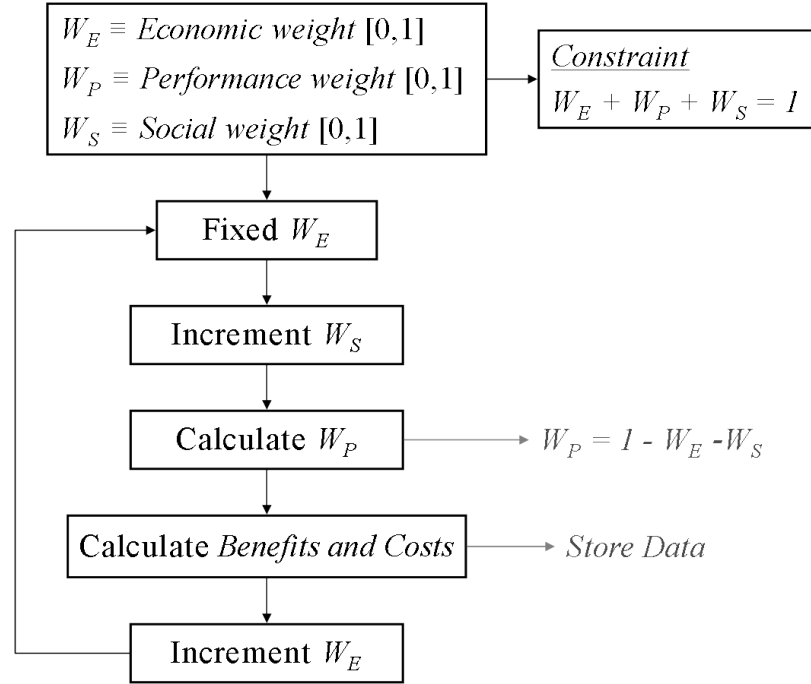 W_E ≡ Economic weight [0,1]
W_P ≡ Performance weight [0,1]
W_S ≡ Social weight [0,1]
Constraint
W_E + W_P + W_S = 1
Fixed W_E
Increment W_S
Calculate W_P
W_P = 1 - W_E -W_S
Calculate Benefits and Costs
Store Data
Increment W_E